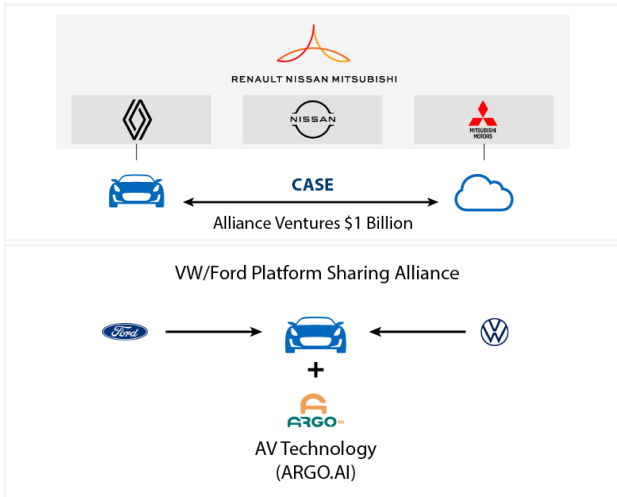 RENAULT NISSAN MITSUBISHI
NISSAN
MITSUBISHI
MOTORS
CASE
Alliance Ventures $1 Billion
VW/Ford Platform Sharing Alliance
Ford
VW
+
ARGO AI
AV Technology
(ARGO.AI)